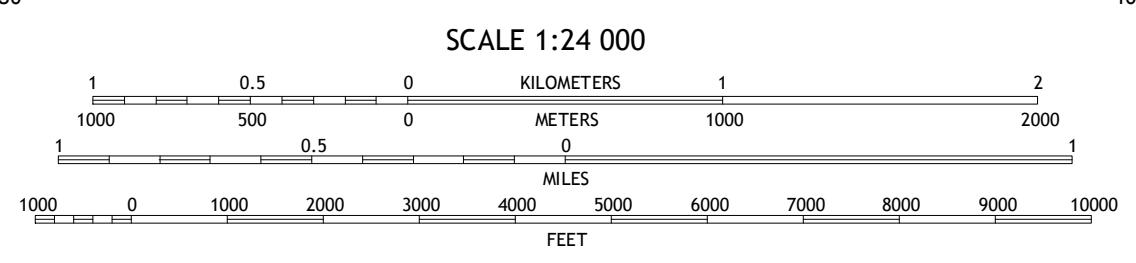 SCALE 1:24 000
1 0.5 0 KILOMETERS 1 2
1000 500 0 METERS 1000 2000
1 0.5 0 1
MILES
1000 0 1000 2000 3000 4000 5000 6000 7000 8000 9000 10000
FEET